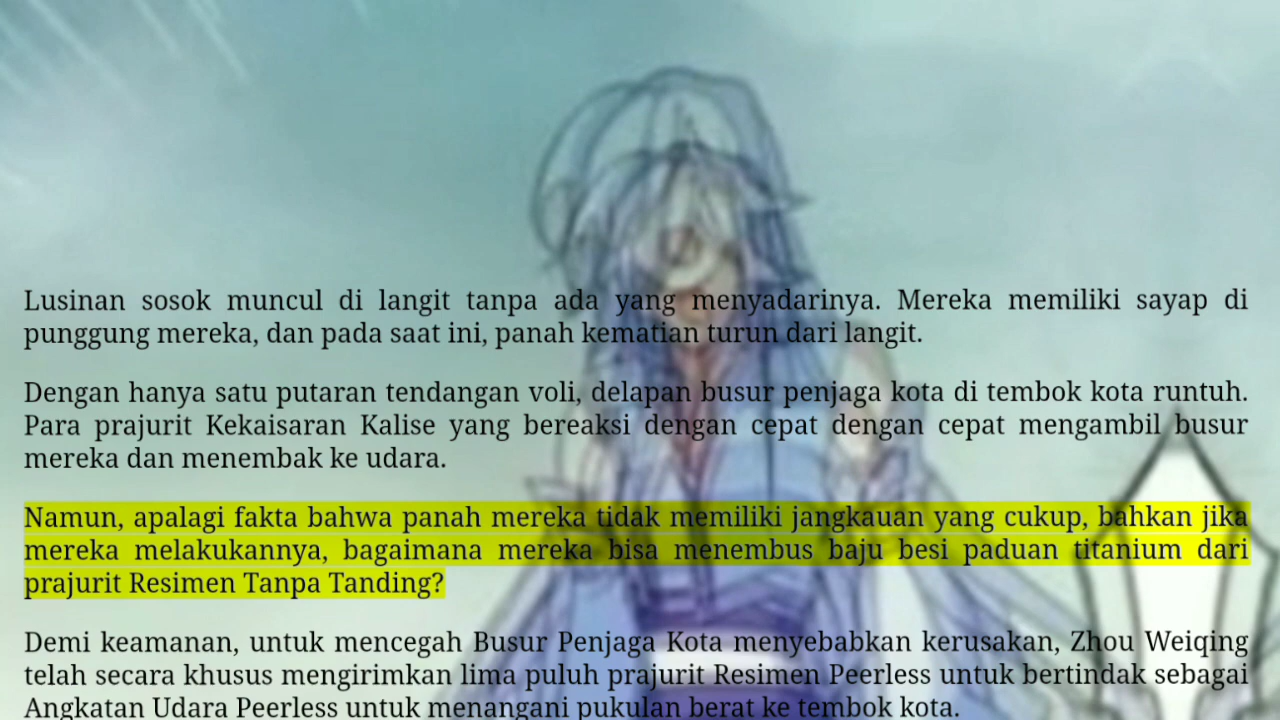 Lusinan sosok muncul di langit tanpa ada yang menyadarinya. Mereka memiliki sayap di
punggung mereka, dan pada saat ini, panah kematian turun dari langit.
Dengan hanya satu putaran tendangan voli, delapan busur penjaga kota di tembok kota runtuh.
Para prajurit Kekaisaran Kalise yang bereaksi dengan cepat dengan cepat mengambil busur
mereka dan menembak ke udara.
Namun, apalagi fakta bahwa panah mereka tidak memiliki jangkauan yang cukup, bahkan jika
mereka melakukannya, bagaimana mereka bisa menembus baju besi paduan titanium dari
prajurit Resimen Tanpa Tanding?
Demi keamanan, untuk mencegah Busur Penjaga Kota menyebabkan kerusakan, Zhou Weiqing
telah secara khusus mengirimkan lima puluh prajurit Resimen Peerless untuk bertindak sebagai
Angkatan Udara Peerless untuk menangani pukulan berat ke tembok kota.